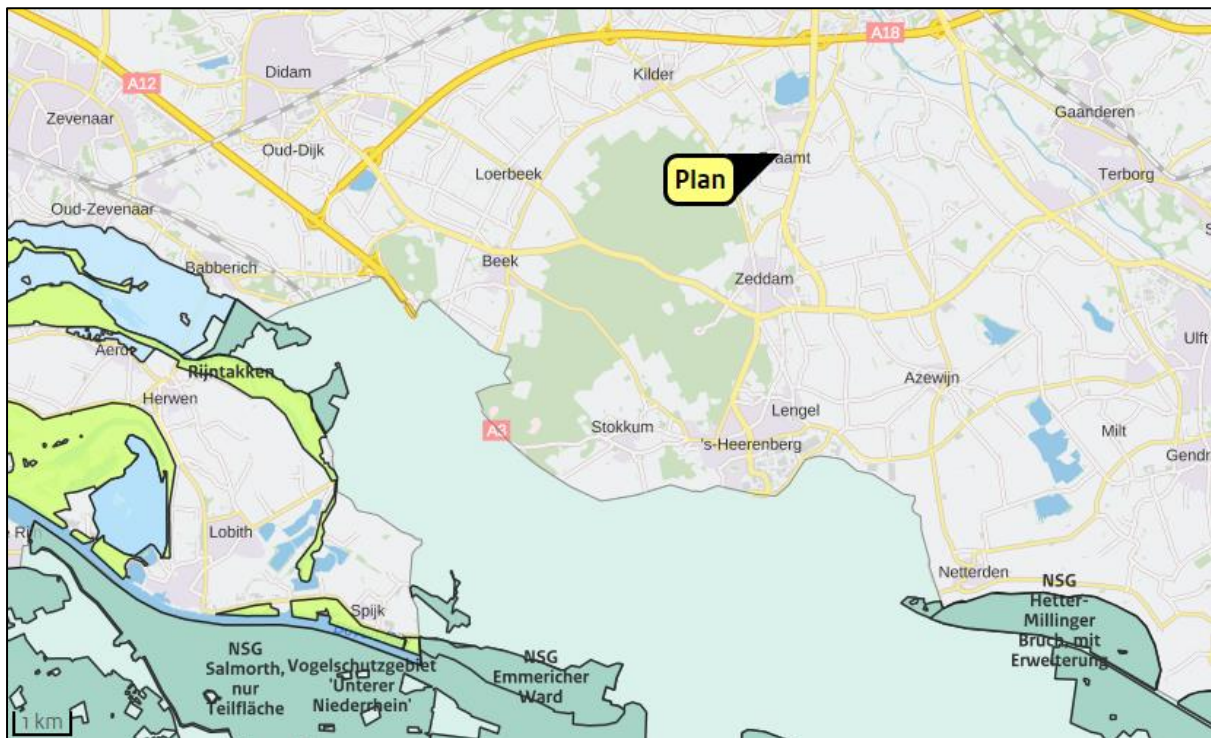 A18
Didam
Kilder
A12
Zevenaar
Gaanderen
Oud-Dijk
Plan
Loerbeek
Terborg
Oud-Zevenaar
Babberich
Beek
Zeddam
Ulft
Aerdt
Rijntakken
Herwen
Azewijn
Lengel
A3
Stokkum
Milt
's-Heerenberg
Gendr
Lobith
Netterden
NSG
Hetter-
Millinger
Bruch, mit
Erweiterung
Spijk
NSG
Salmorth,
nur
Teilfläche
Vogelschutzgebiet
'Unterer
Niederrhein'
NSG
Emmericher
Ward
1 km